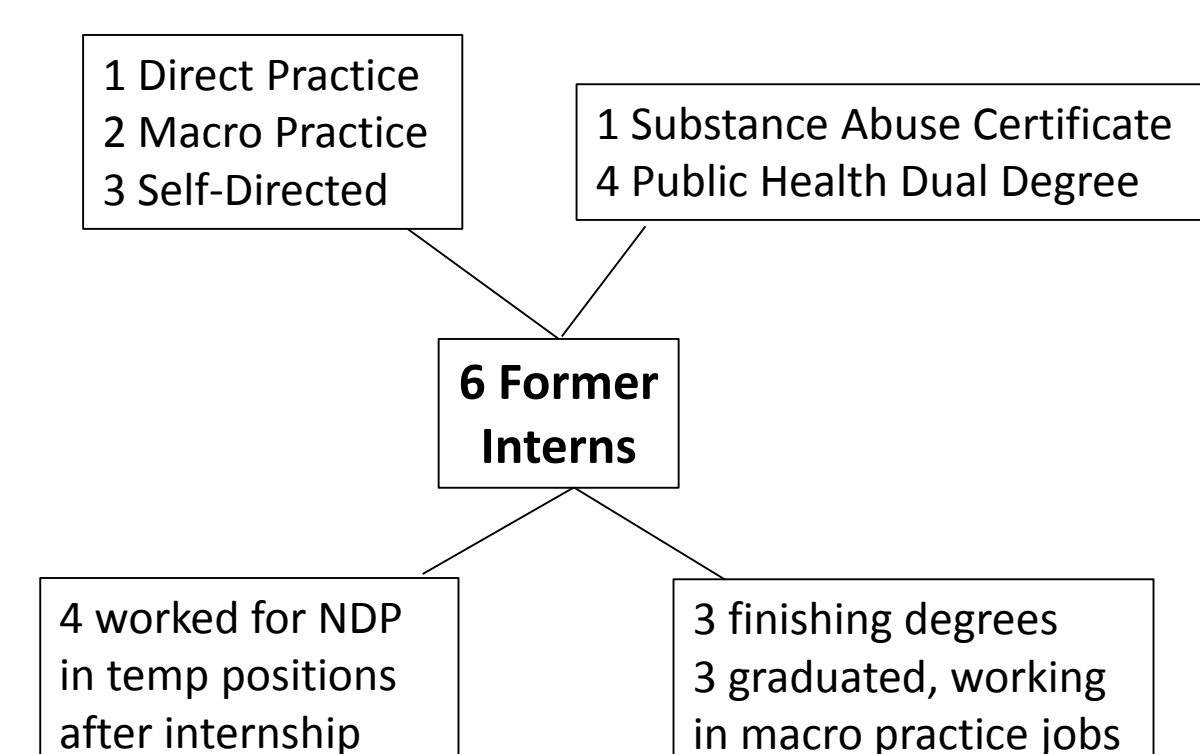 1 Direct Practice
2 Macro Practice
3 Self-Directed
1 Substance Abuse Certificate
4 Public Health Dual Degree
6 Former
Interns
4 worked for NDP
in temp positions
after internship
3 finishing degrees
3 graduated, working
in macro practice jobs